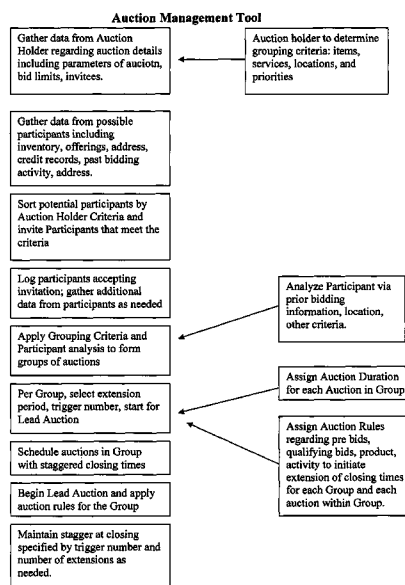 Auction Management Tool
Gather data from Auction
Holder regarding auction details
including parameters of auciotn,
bid limits, invitees.
Auction holder to determine
grouping criteria: items,
services, locations, and
priorities
Gather data from possible
participants including
inventory, offerings, address,
credit records, past bidding
activity, address.
Sort potential participants by
Auction Holder Criteria and
invite Participants that meet the
criteria
Log participants accepting
invitation; gather additional
data from participants as needed
Analyze Participant via
prior bidding
information, location,
other criteria.
Apply Grouping Criteria and
Participant analysis to form
groups of auctions
Assign Auction Duration
for each Auction in Group
Per Group, select extension
period, trigger number, start for
Lead Auction
Assign Auction Rules
regarding pre bids,
qualifying bids, product,
activity to initiate
extension of closing times
for each Group and each
auction within Group.
Schedule auctions in Group
with staggered closing times
Begin Lead Auction and apply
auction rules for the Group
Maintain stagger at closing
specified by trigger number and
number of extensions as
needed.